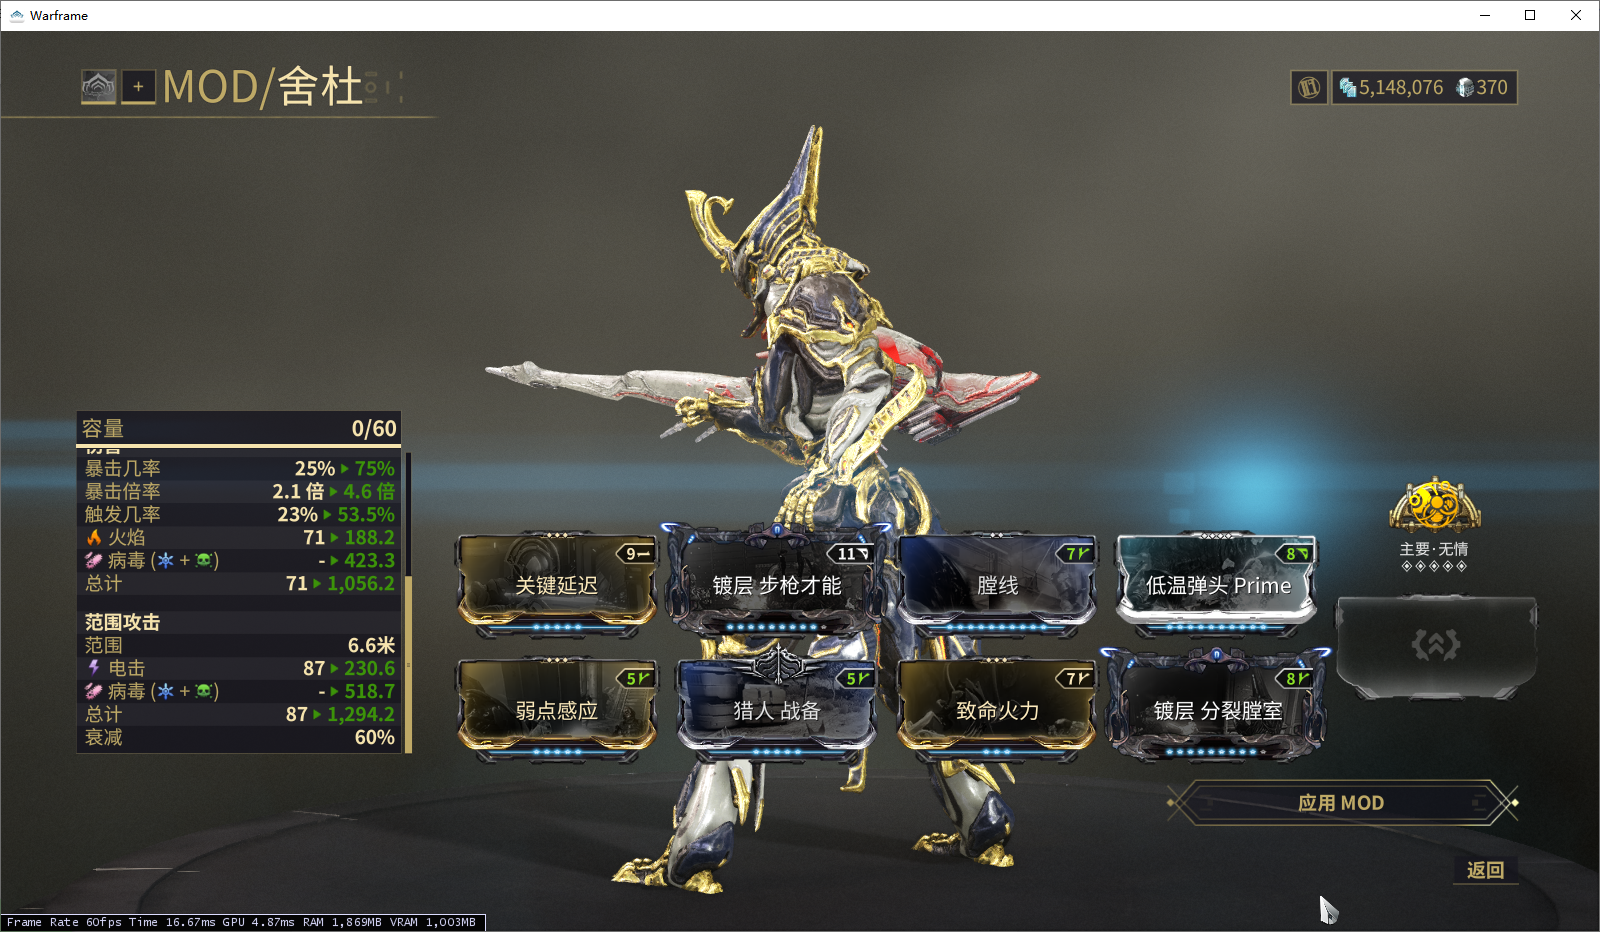 Warframe
MOD/舍杜
5,148,076 370
容量 0/60
暴击几率 25% 75%
暴击倍率 2.1 倍 4.6 倍
触发几率 23% 53.5%
火焰 71 188.2
病毒 ( + ) - 423.3
总计 71 1,056.2
范围攻击
范围 6.6米
电击 87 230.6
病毒 ( + ) - 518.7
总计 87 1,294.2
衰减 60%
9
关键延迟
11
镀层 步枪才能
7
膛线
8
低温弹头 Prime
主要·无情
5
弱点感应
5
猎人 战备
7
致命火力
8
镀层 分裂膛室
应用 MOD
返回
Frame Rate 60fps Time 16.67ms GPU 4.87ms RAM 1,869MB VRAM 1,003MB